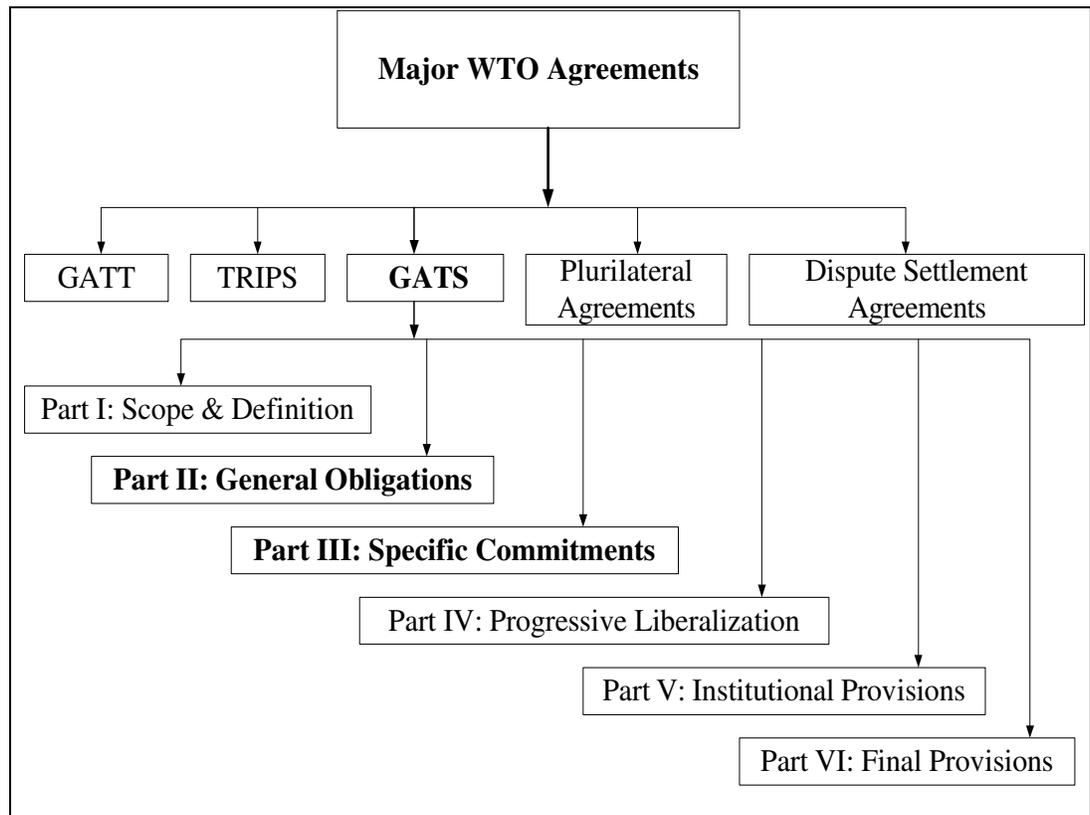 Major WTO Agreements
GATT
TRIPS
GATS
Plurilateral
Agreements
Dispute Settlement
Agreements
Part I: Scope & Definition
Part II: General Obligations
Part III: Specific Commitments
Part IV: Progressive Liberalization
Part V: Institutional Provisions
Part VI: Final Provisions